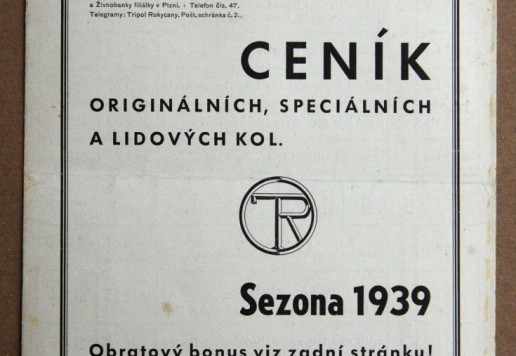 a Živnobanky filiálky v Plzni. - Telefon čís. 47.
Telegramy: Tripol Rokycany, Pošt. schránka č. 2.,
CENÍK
ORIGINÁLNÍCH, SPECIÁLNÍCH
A LIDOVÝCH KOL.
TR
Sezona 1939
Obratový bonus viz zadní stránku!